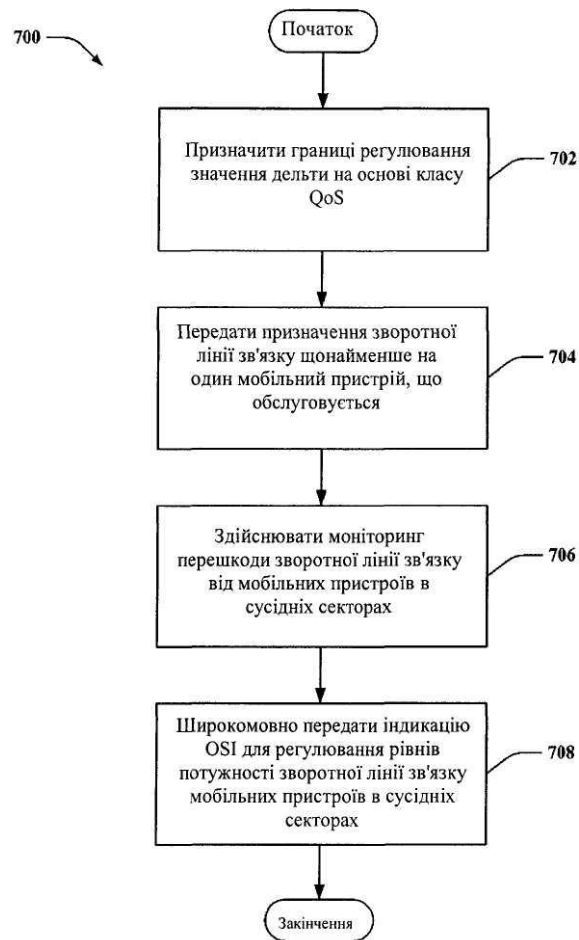 700
Початок
Призначити границі регулювання
значення дельти на основі класу
QoS
702
Передати призначення зворотної
лінії зв'язку щонайменше на
один мобільний пристрій, що
обслуговується
704
Здійснювати моніторинг
перешкоди зворотної лінії зв'язку
від мобільних пристроїв в
сусідніх секторах
706
Широкомовно передати індикацію
OSI для регулювання рівнів
потужності зворотної лінії зв'язку
мобільних пристроїв в сусідніх
секторах
708
Закінчення